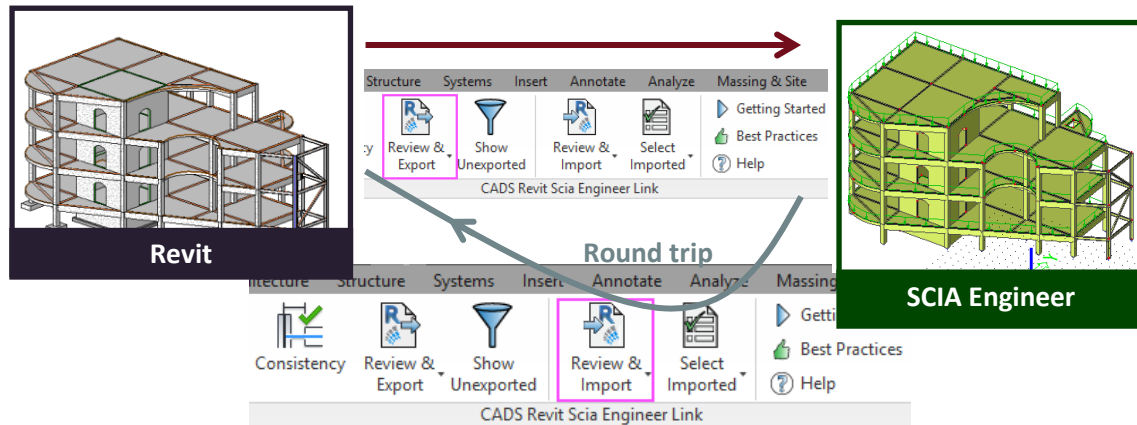 Structure Systems Insert Annotate Analyze Massing & Site
Review & Export
Show Unexported
Review & Import
Select Imported
Getting Started
Best Practices
Help
CADS Revit Scia Engineer Link
Revit
Round trip
SCIA Engineer
Structure Systems Insert Annotate Analyze Massing
Consistency
Review & Export
Show Unexported
Review & Import
Select Imported
Best Practices
Help
CADS Revit Scia Engineer Link